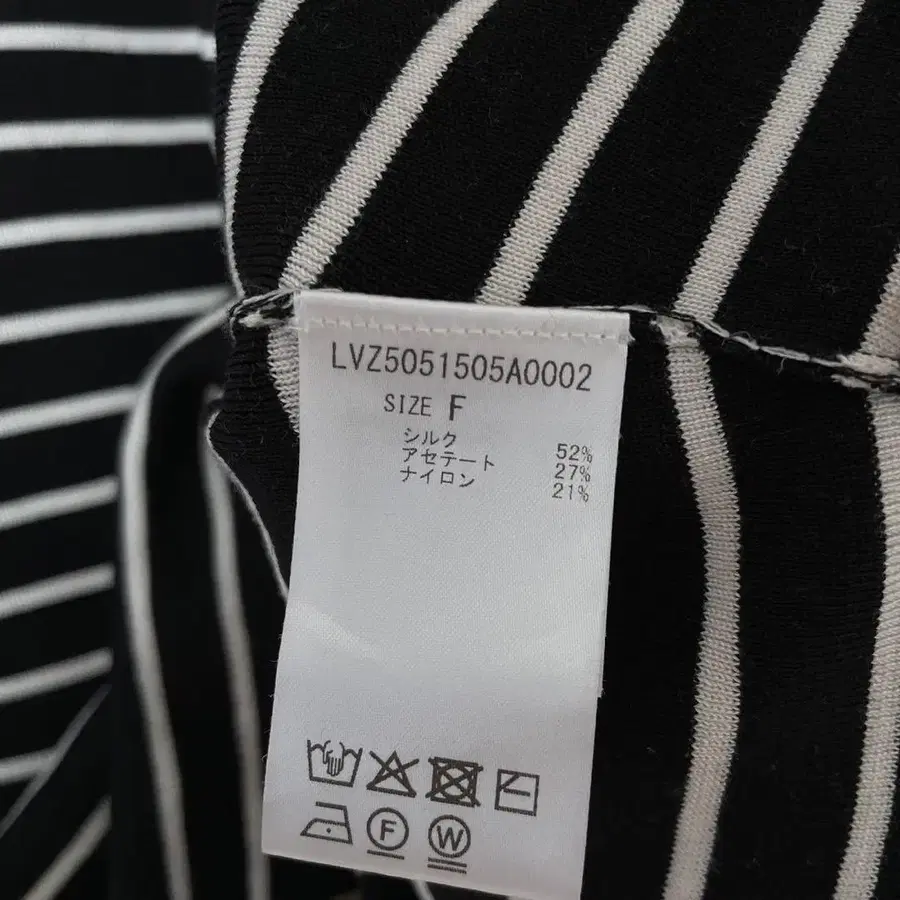 LVZ5051505A0002
SIZE F
シルク 52%
アセテート 27%
ナイロン 21%
F W